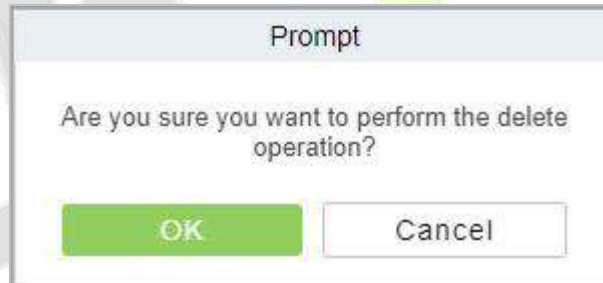 Prompt
Are you sure you want to perform the delete
operation?
OK
Cancel